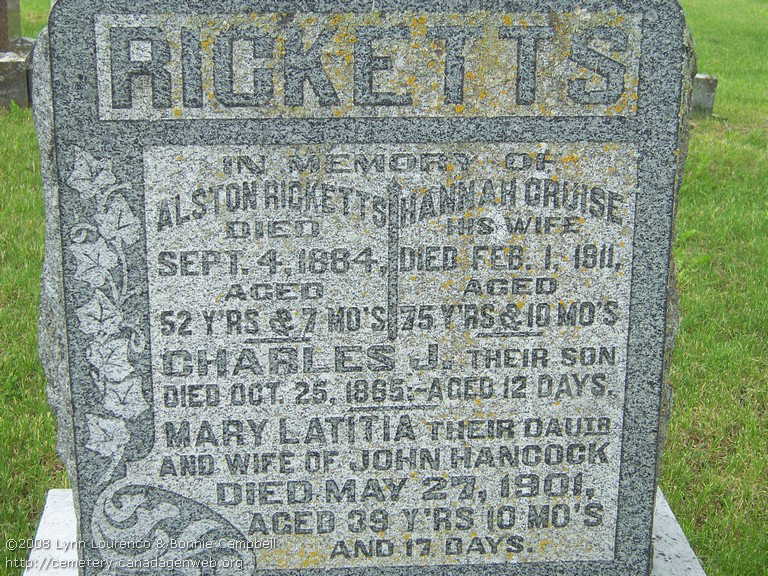 RICKETTS
IN MEMORY OF
ALSTON RICKETTS
DIED
SEPT. 4, 1884,
AGED
52 Y'RS & 7 MO'S
HANNAH CRUISE
HIS WIFE
DIED FEB. 1, 1911,
AGED
75 Y'RS & 10 MO'S
CHARLES J. THEIR SON
DIED OCT. 25, 1865:-AGED 12 DAYS.
MARY LATITIA THEIR DAUTR
AND WIFE OF JOHN HANCOCK
DIED MAY 27, 1901,
AGED 39 Y'RS 10 MO'S
AND 17 DAYS.
©2008 Lynn Lourenco & Bonnie Campbell
http://cemetery.canadagenweb.org